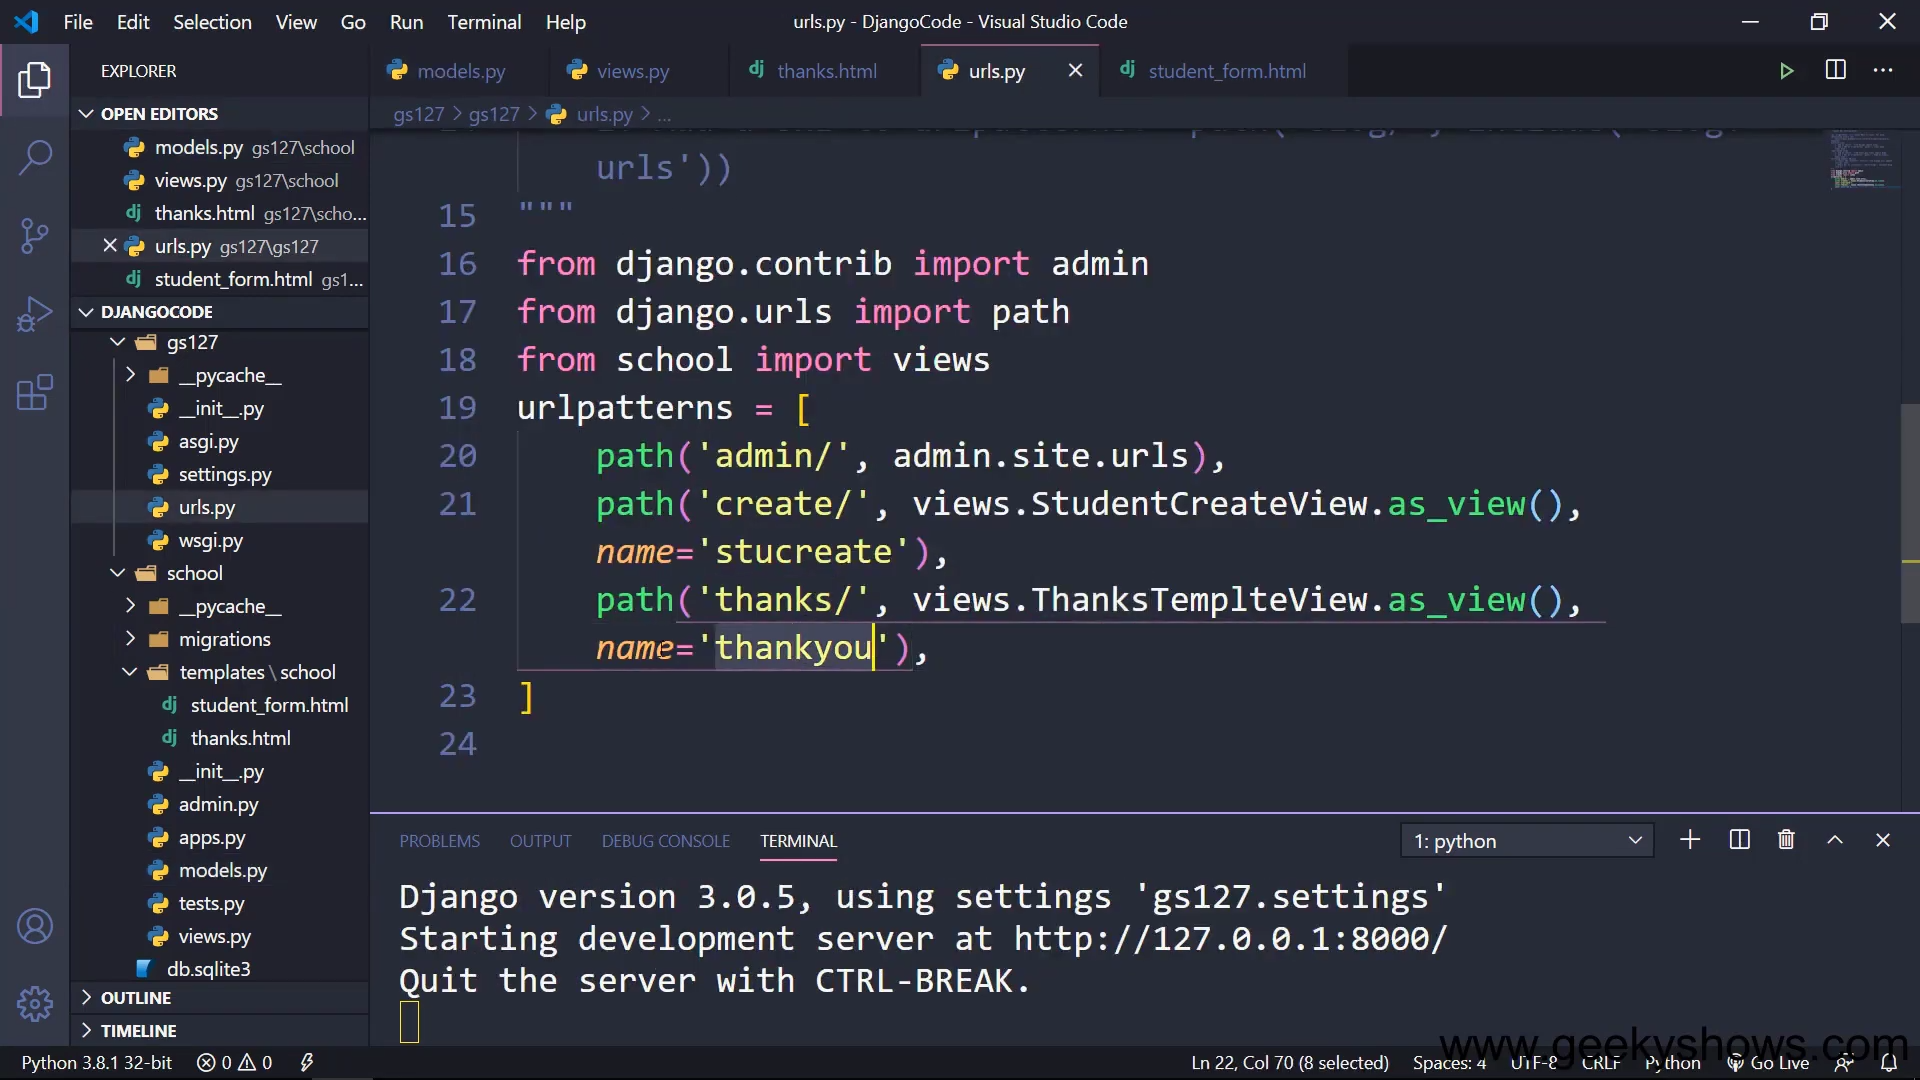 File Edit Selection View Go Run Terminal Help
urls.py - DjangoCode - Visual Studio Code
EXPLORER
OPEN EDITORS
models.py gs127\school
views.py gs127\school
thanks.html gs127\scho...
urls.py gs127\gs127
student_form.html gs1...
DJANGOCODE
gs127
__pycache__
__init__.py
asgi.py
settings.py
urls.py
wsgi.py
school
__pycache__
migrations
templates\school
student_form.html
thanks.html
__init__.py
admin.py
apps.py
models.py
tests.py
views.py
db.sqlite3
OUTLINE
TIMELINE
models.py views.py thanks.html urls.py student_form.html
gs127 > gs127 > urls.py > ...
urls'))
15 """
16 from django.contrib import admin
17 from django.urls import path
18 from school import views
19 urlpatterns = [
20 path('admin/', admin.site.urls),
21 path('create/', views.StudentCreateView.as_view(),
name='stucreate'),
22 path('thanks/', views.ThanksTemplteView.as_view(),
name='thankyou'),
23 ]
24
PROBLEMS OUTPUT DEBUG CONSOLE TERMINAL 1: python
Django version 3.0.5, using settings 'gs127.settings'
Starting development server at http://127.0.0.1:8000/
Quit the server with CTRL-BREAK.
www.geekyshows.com
Python 3.8.1 32-bit 0 0 Ln 22, Col 70 (8 selected) Spaces: 4 UTF-8 CRLF Python Go Live